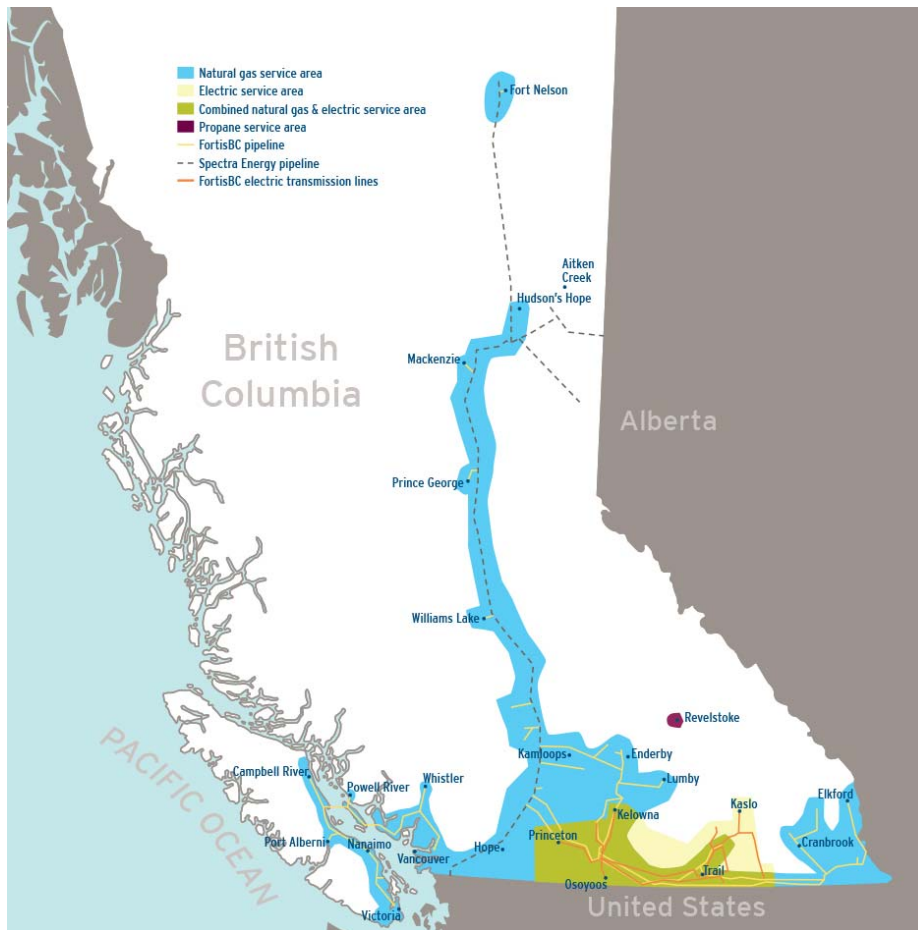 Natural gas service area
Electric service area
Combined natural gas & electric service area
Propane service area
FortisBC pipeline
Spectra Energy pipeline
FortisBC electric transmission lines
Fort Nelson
Aitken
Creek
Hudson's Hope
British
Columbia
Mackenzie
Alberta
Prince George
Williams Lake
Revelstoke
PACIFIC OCEAN
Kamloops
Enderby
Campbell River
Powell River
Whistler
Lumby
Elkford
Kaslo
Kelowna
Port Alberni
Nanaimo
Vancouver
Hope
Princeton
Cranbrook
Trail
Osoyoos
Victoria
United States